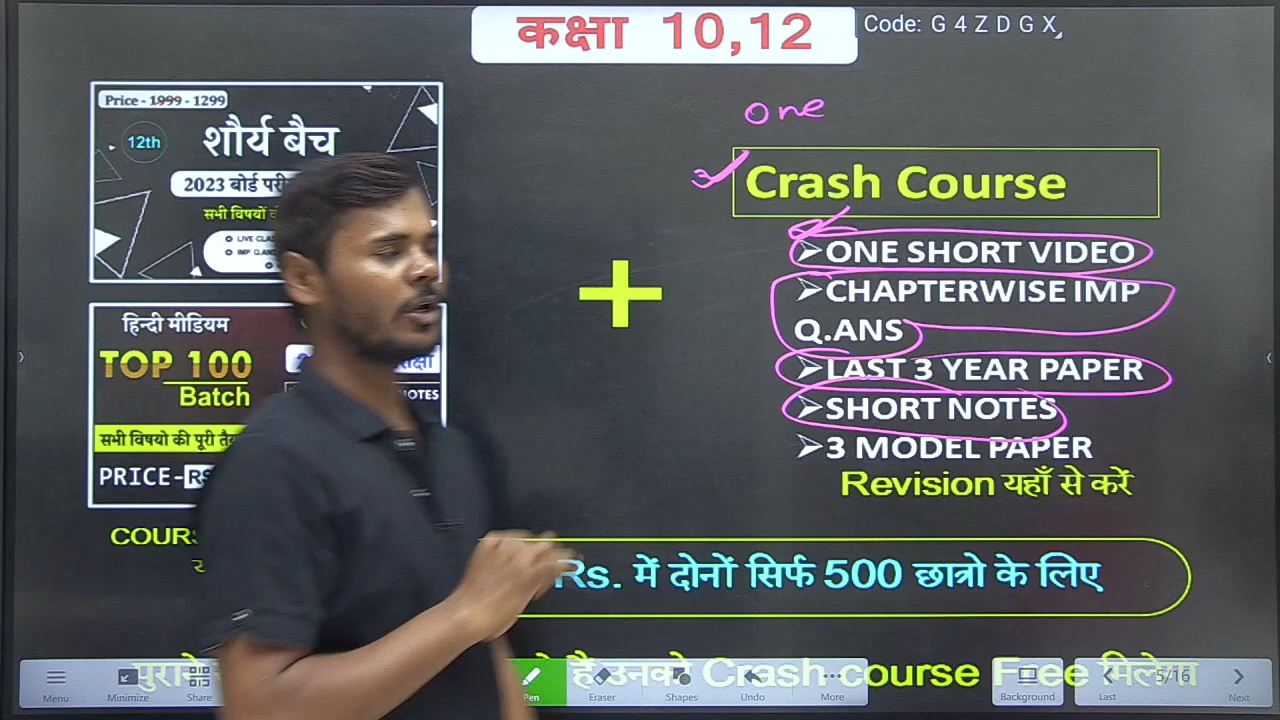 कक्षा 10,12
Code: G 4 Z D G X
Price - 1999 - 1299
12th
शौर्य बैच
2023 बोर्ड
सभी विषयों
LIVE
IMP
हिन्दी मीडियम
TOP 100
Batch
NOTES
सभी विषयो की पूरी
PRICE-
+
one
Crash Course
➢ONE SHORT VIDEO
➢CHAPTERWISE IMP
Q.ANS
➢LAST 3 YEAR PAPER
➢SHORT NOTES
➢3 MODEL PAPER
Revision यहाँ से करें
Rs. में दोनों सिर्फ 500 छात्रो के लिए
पुराने
है उनको Crash course Free मिलेगा
Menu
Minimize
Share
Pen
Eraser
Shapes
Undo
More
Background
Last
5/16
Next